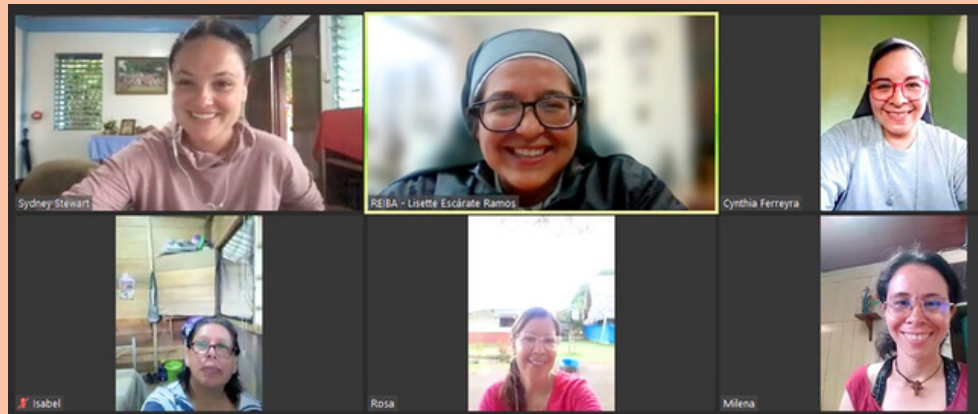 Sydney Stewart
REIBA - Lisette Escárate Ramos
Cynthia Ferreyra
Isabel
Rosa
Milena